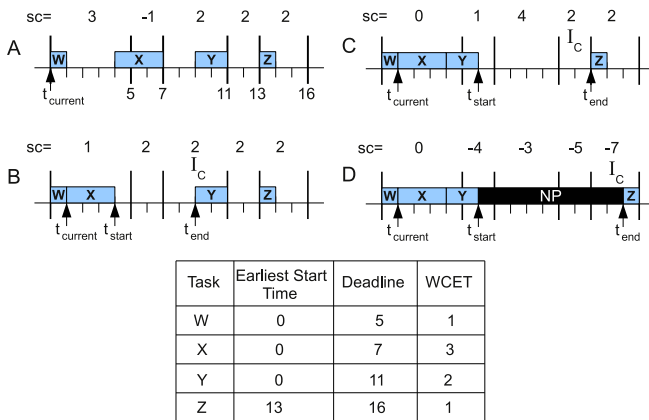 sc= 3 -1 2 2 2
A
W X Y Z
t current
5 7 11 13 16
sc= 1 2 2 2 2
I C
B
W X Y Z
t current t start t end
sc= 0 1 4 2 2
I C
C
W X Y Z
t current t start t end
sc= 0 -4 -3 -5 -7
I C
D
W X Y NP Z
t current t start t end
Task Earliest Start Time Deadline WCET
W 0 5 1
X 0 7 3
Y 0 11 2
Z 13 16 1